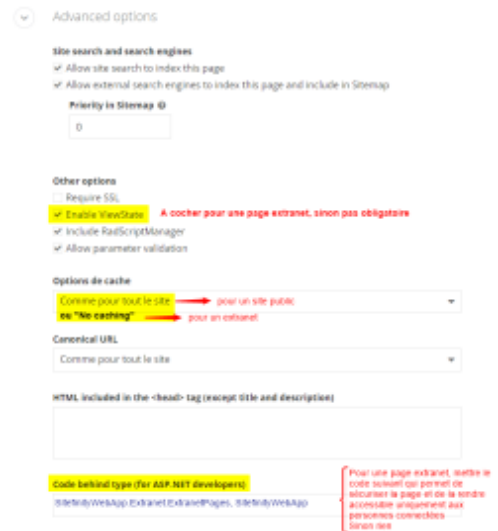 Advanced options
Site search and search engines
Allow site search to index this page
Allow external search engines to index this page and include in Sitemap
Priority in Sitemap
0
Other options
Require SSL
Enable ViewState A cocher pour une page extranet, sinon pas obligatoire
Include RadScriptManager
Allow parameter validation
Options de cache
Comme pour tout le site pour un site public
ou "No caching" pour un extranet
Canonical URL
Comme pour tout le site
HTML included in the <head> tag (except title and description)
Code behind type (for ASP.NET developers)
SitefinityWebApp.Extranet.ExtranetPages, SitefinityWebApp
Pour une page extranet, mettre le
code suivant qui permet de
sécuriser la page et de la rendre
accessible uniquement aux
personnes connectées
Sinon rien